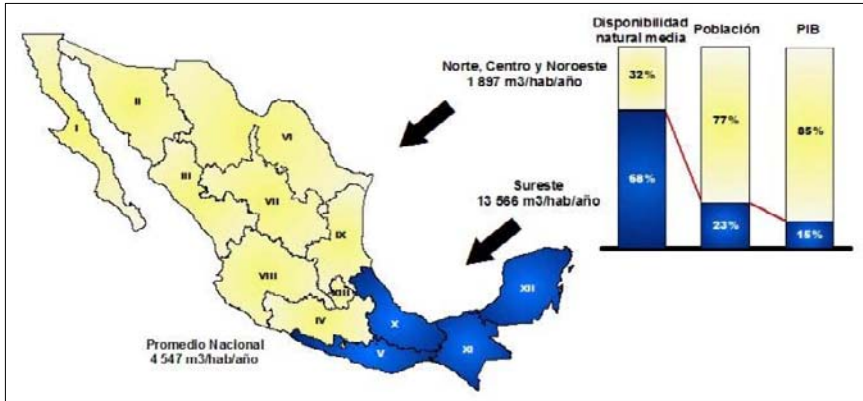 Disponibilidad
natural media
Población
PIB
32%
77%
85%
68%
23%
15%
Norte, Centro y Noroeste
1 897 m3/hab/año
Sureste
13 566 m3/hab/año
I
II
III
VI
VII
VIII
IX
XIII
IV
X
V
XI
XII
Promedio Nacional
4 547 m3/hab/año